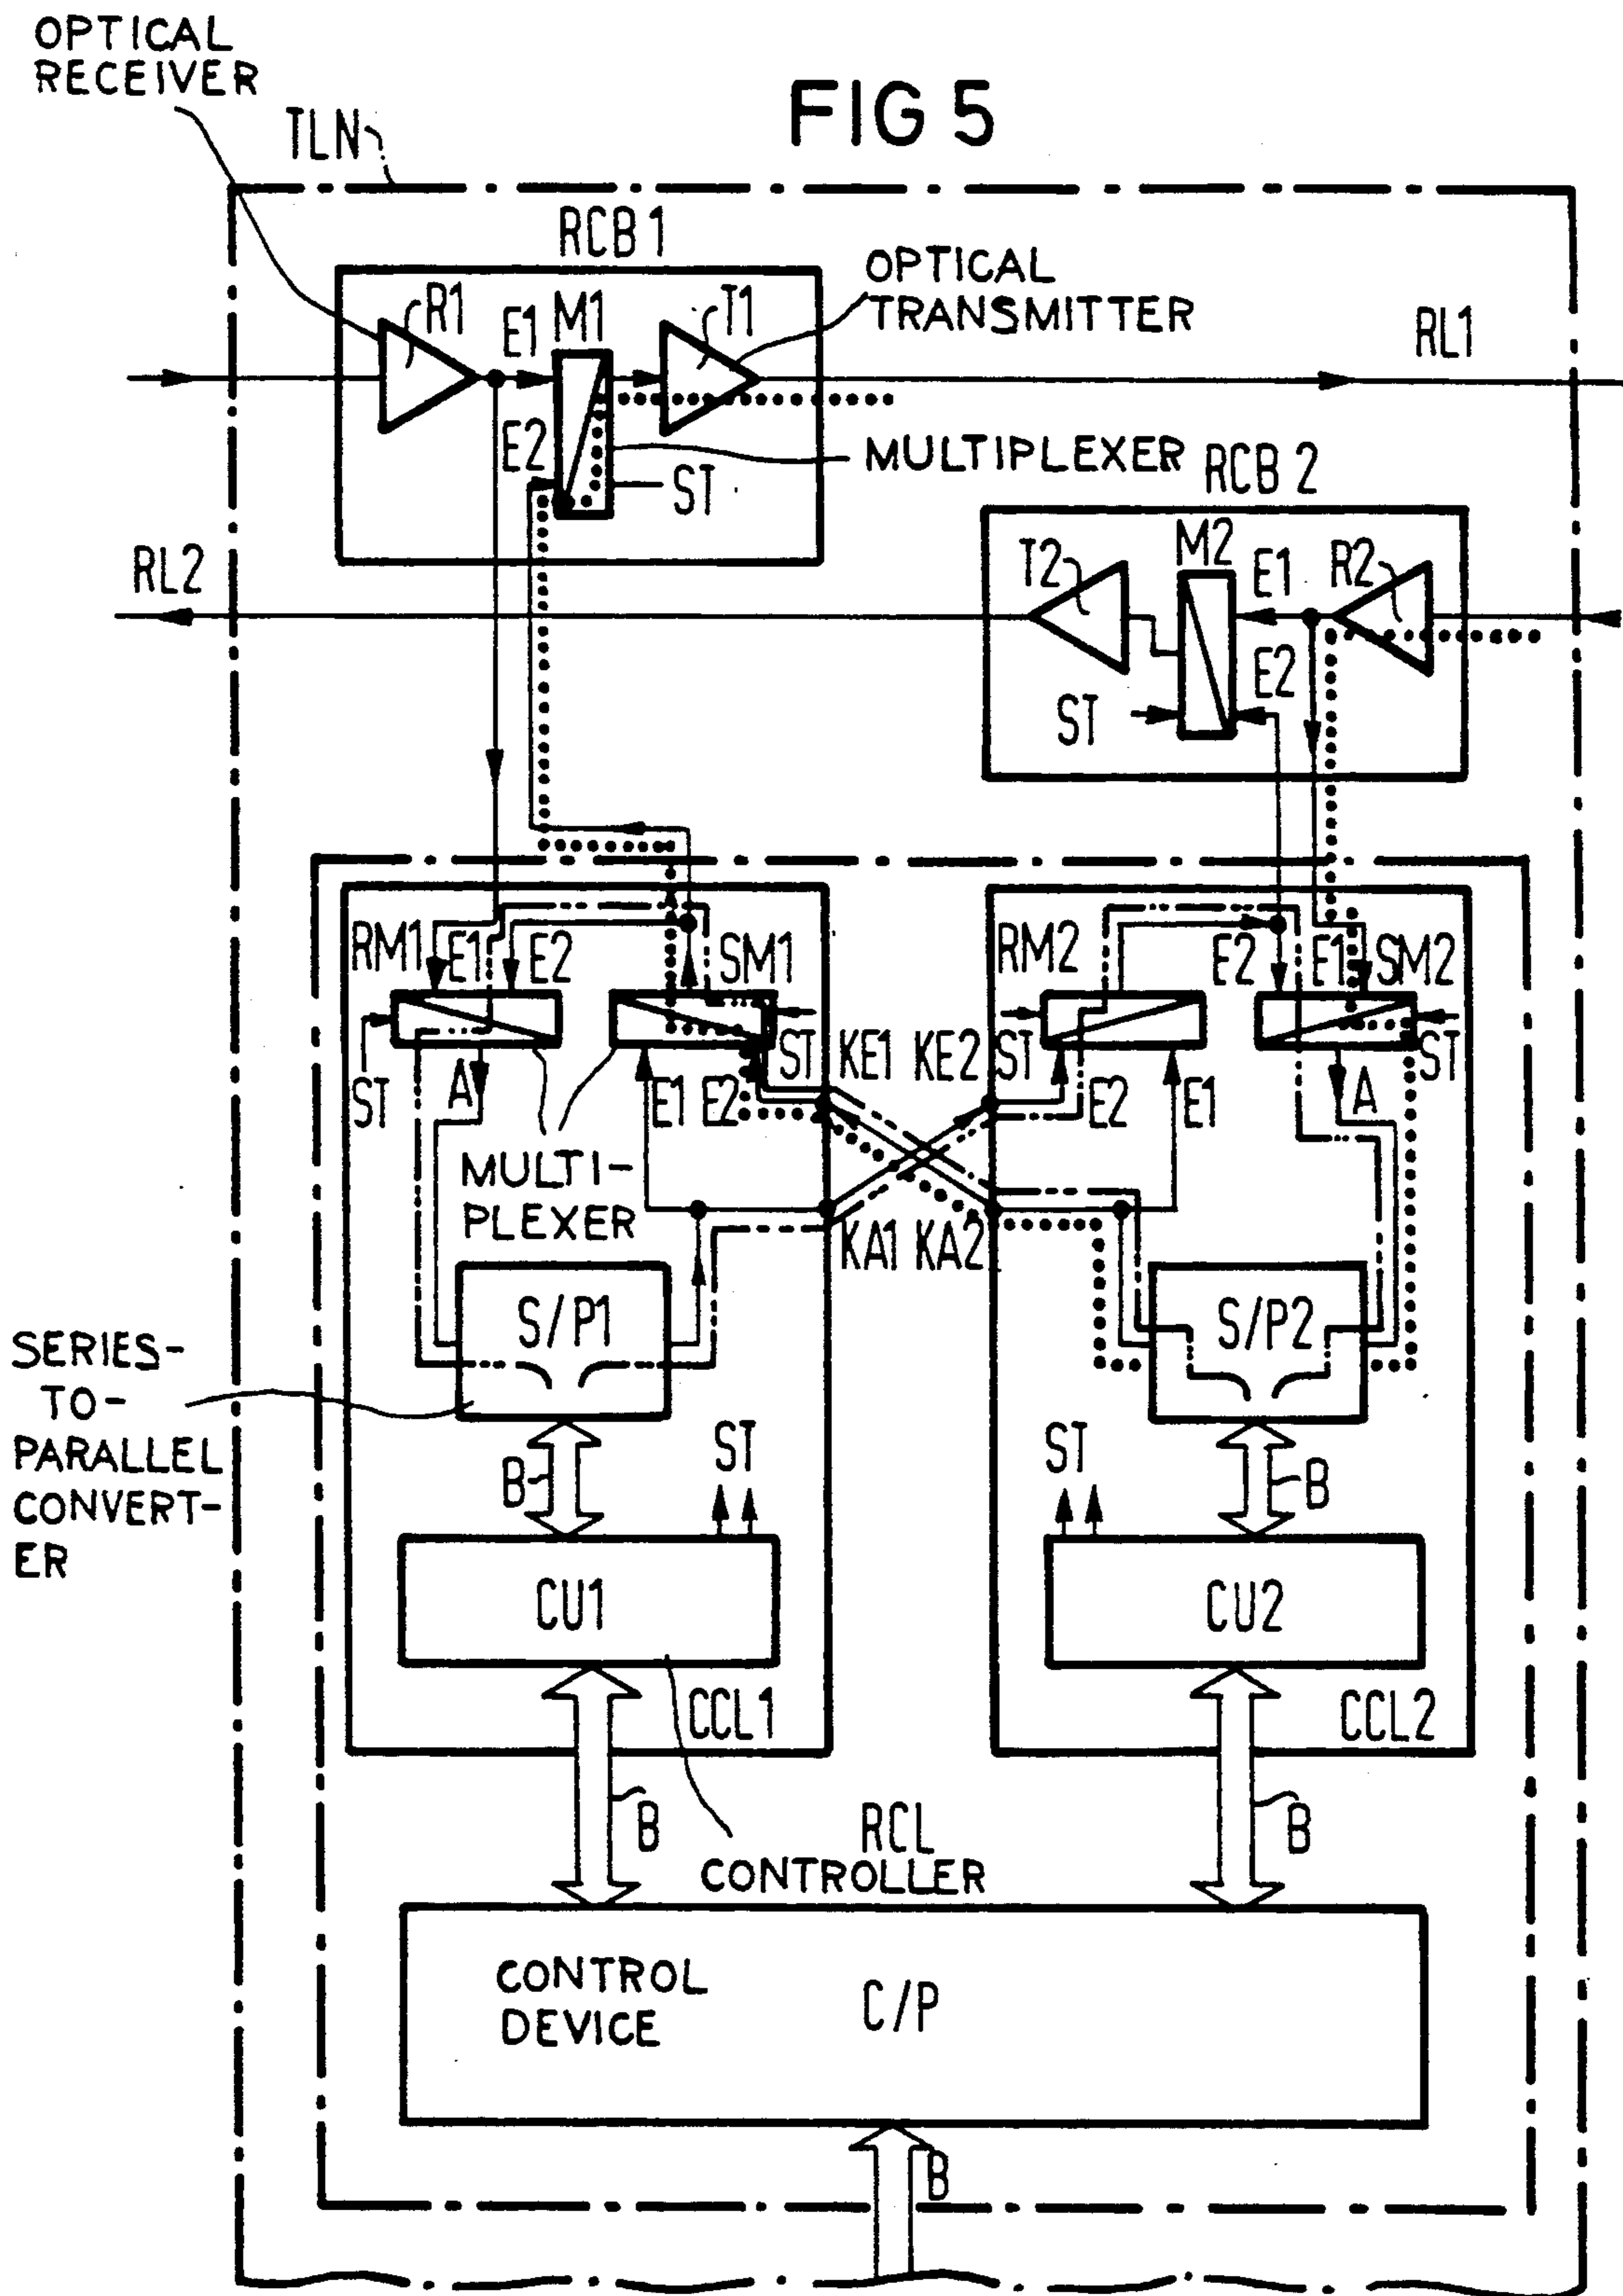 OPTICAL
RECEIVER
TLN
FIG 5
RCB 1
OPTICAL
TRANSMITTER
R1
E1
M1
T1
RL1
E2
MULTIPLEXER
ST
RCB 2
RL2
T2
M2
E1
R2
E2
ST
RM1
E1
E2
SM1
RM2
E2
E1
SM2
ST
A
E1
E2
ST
KE1
KE2
ST
E2
E1
A
ST
MULTI-
PLEXER
KA1
KA2
S/P1
S/P2
SERIES-
TO-
PARALLEL
CONVERT-
ER
B
ST
ST
B
CU1
CU2
CCL1
CCL2
B
RCL
B
CONTROLLER
CONTROL
DEVICE
C/P
B